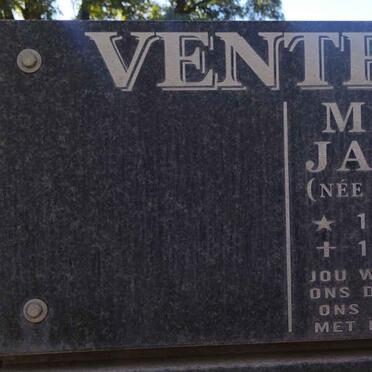 VENTE
M
JA
(NÉE
★ 1
✝ 1
JOU W
ONS D
ONS
MET